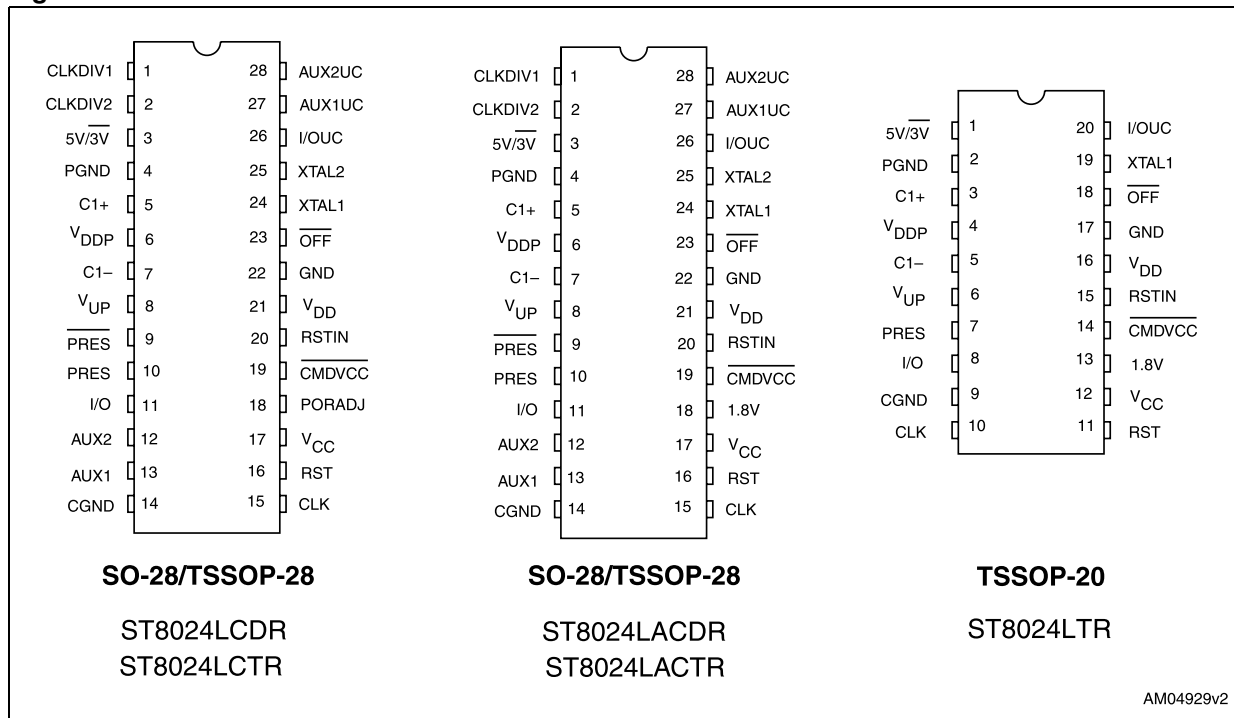 CLKDIV1 1 28 AUX2UC
CLKDIV2 2 27 AUX1UC
5V/3V 3 26 I/OUC
PGND 4 25 XTAL2
C1+ 5 24 XTAL1
VDDP 6 23 OFF
C1– 7 22 GND
VUP 8 21 VDD
PRES 9 20 RSTIN
PRES 10 19 CMDVCC
I/O 11 18 PORADJ
AUX2 12 17 VCC
AUX1 13 16 RST
CGND 14 15 CLK
SO-28/TSSOP-28
ST8024LCDR
ST8024LCTR
CLKDIV1 1 28 AUX2UC
CLKDIV2 2 27 AUX1UC
5V/3V 3 26 I/OUC
PGND 4 25 XTAL2
C1+ 5 24 XTAL1
VDDP 6 23 OFF
C1– 7 22 GND
VUP 8 21 VDD
PRES 9 20 RSTIN
PRES 10 19 CMDVCC
I/O 11 18 1.8V
AUX2 12 17 VCC
AUX1 13 16 RST
CGND 14 15 CLK
SO-28/TSSOP-28
ST8024LACDR
ST8024LACTR
5V/3V 1 20 I/OUC
PGND 2 19 XTAL1
C1+ 3 18 OFF
VDDP 4 17 GND
C1– 5 16 VDD
VUP 6 15 RSTIN
PRES 7 14 CMDVCC
I/O 8 13 1.8V
CGND 9 12 VCC
CLK 10 11 RST
TSSOP-20
ST8024LTR
AM04929v2